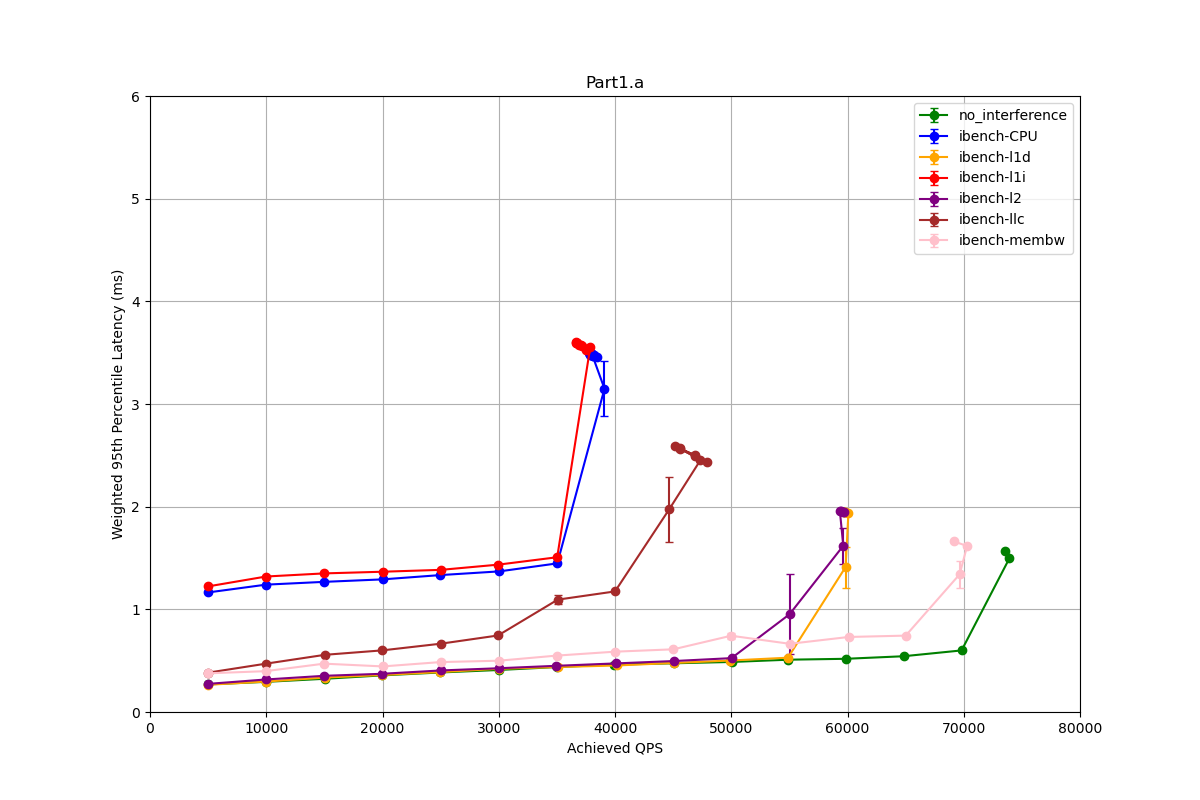 Part1.a
6
5
4
3
2
1
0
Weighted 95th Percentile Latency (ms)
no_interference
ibench-CPU
ibench-l1d
ibench-l1i
ibench-l2
ibench-llc
ibench-membw
0 10000 20000 30000 40000 50000 60000 70000 80000
Achieved QPS